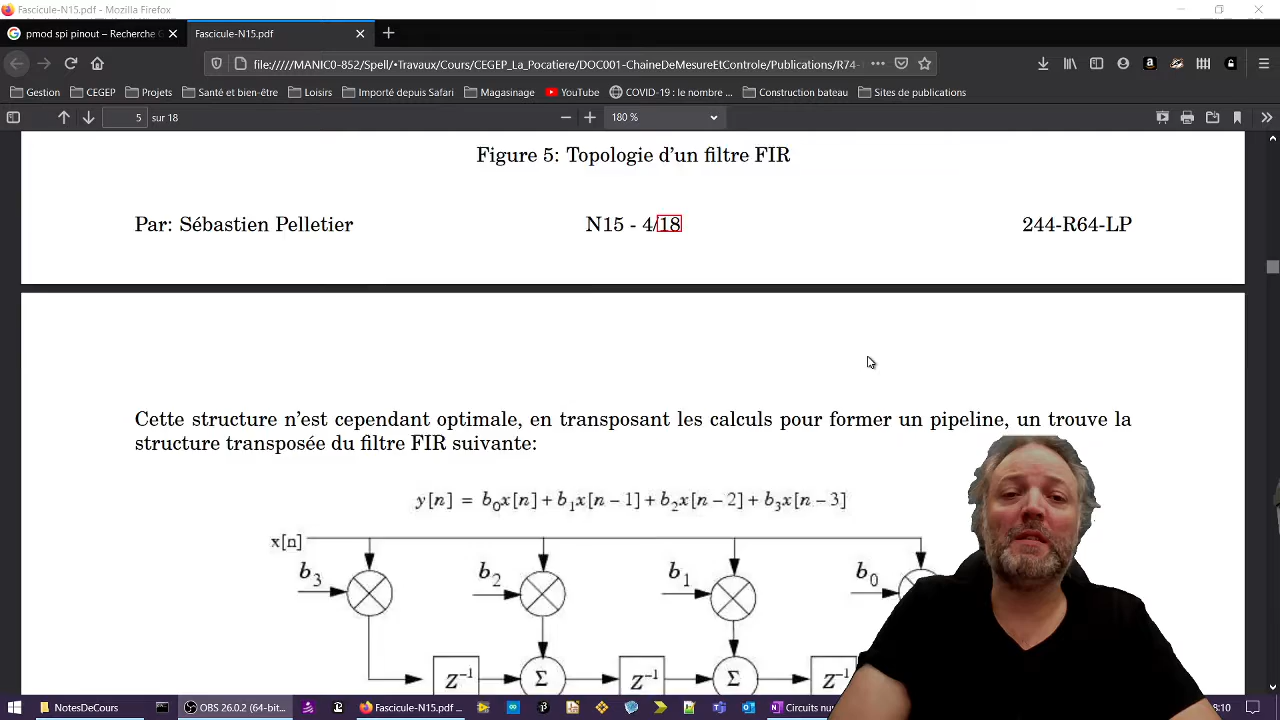 Fascicule-N15.pdf - Mozilla Firefox
pmod spi pinout – Recherche G
Fascicule-N15.pdf
file://///MANIC0-852/Spell/•Travaux/Cours/CEGEP_La_Pocatiere/DOC001-ChaineDeMesureEtControle/Publications/R74-
Gestion CEGEP Projets Santé et bien-être Loisirs Importé depuis Safari Magasinage YouTube COVID-19 : le nombre ... Construction bateau Sites de publications
5 sur 18 180 %
Figure 5: Topologie d'un filtre FIR
Par: Sébastien Pelletier N15 - 4/18 244-R64-LP
Cette structure n'est cependant optimale, en transposant les calculs pour former un pipeline, un trouve la
structure transposée du filtre FIR suivante:
y[n] = b₀x[n] + b₁x[n − 1] + b₂x[n − 2] + b₃x[n − 3]
x[n]
b₃ b₂ b₁ b₀
Z⁻¹ Σ Z⁻¹ Σ Z⁻¹
NotesDeCours OBS 26.0.2 (64-bit... Fascicule-N15.pdf ... Circuits nu